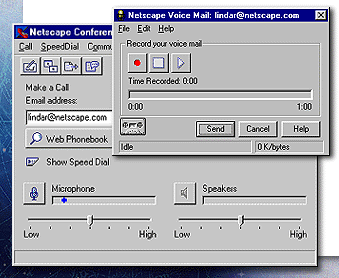 Netscape Conferen
Call SpeedDial Commu
Make a Call
Email address:
lindar@netscape.com
Web Phonebook
Show Speed Dial
Microphone
Speakers
Low High Low High
Netscape Voice Mail: lindar@netscape.com
File Edit Help
Record your voice mail
Time Recorded: 0:00
0:00 1:00
Send Cancel Help
Idle 0 K/bytes